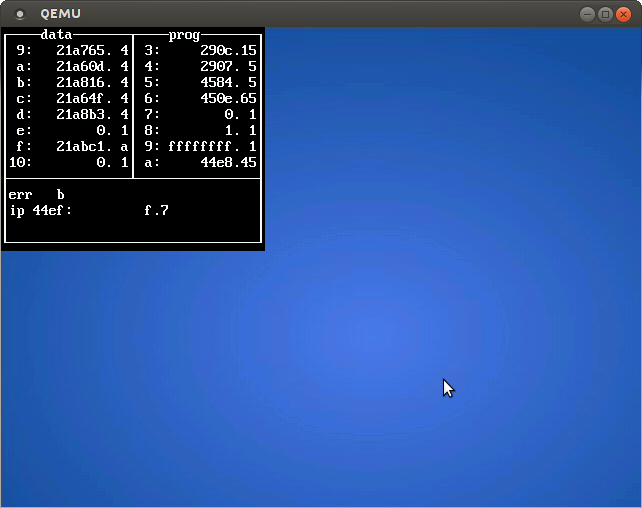 QEMU
data prog
9: 21a765. 4 3: 290c.15
a: 21a60d. 4 4: 2907. 5
b: 21a816. 4 5: 4584. 5
c: 21a64f. 4 6: 450e.65
d: 21a8b3. 4 7: 0. 1
e: 0. 1 8: 1. 1
f: 21abc1. a 9: ffffffff. 1
10: 0. 1 a: 44e8.45
err b
ip 44ef: f.7